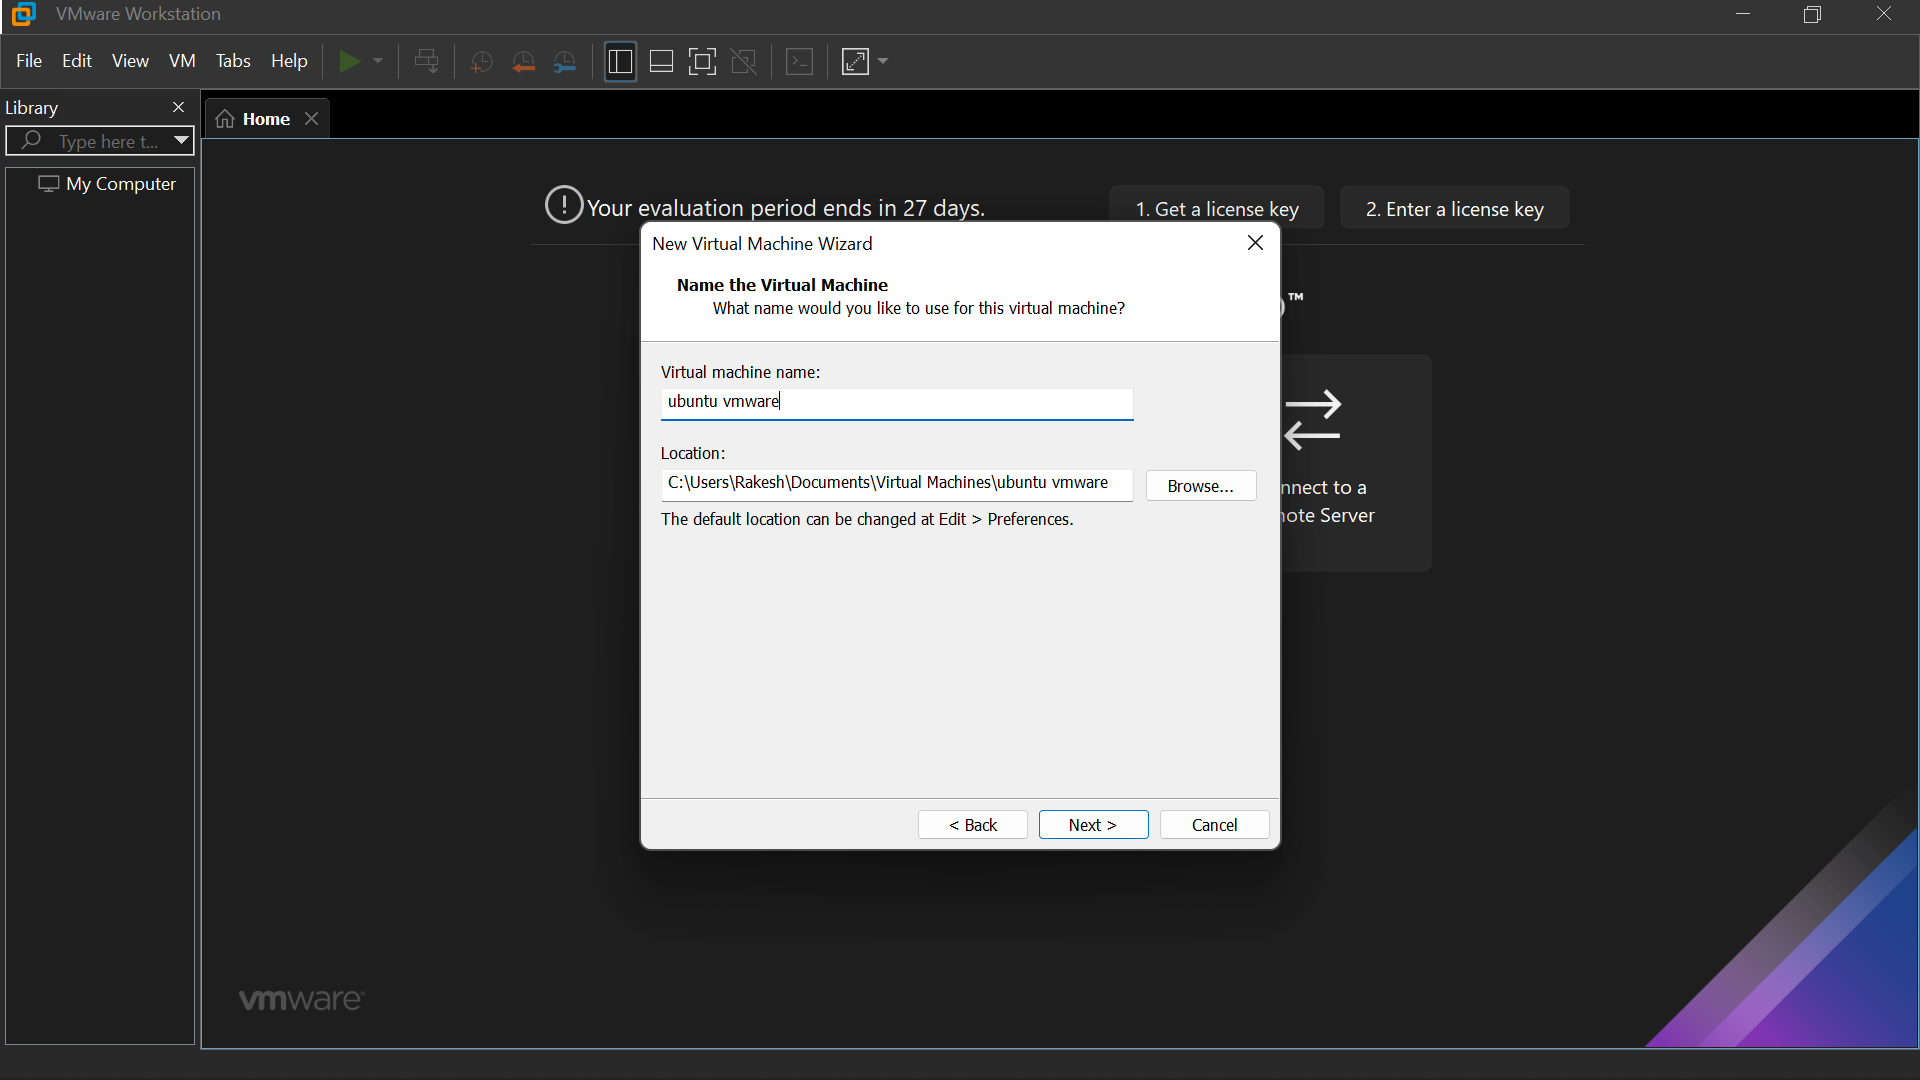 VMware Workstation
File Edit View VM Tabs Help
Library
Home
Type here t...
My Computer
Your evaluation period ends in 27 days.
1. Get a license key
2. Enter a license key
New Virtual Machine Wizard
Name the Virtual Machine
What name would you like to use for this virtual machine?
™
Virtual machine name:
ubuntu vmware
Location:
C:\Users\Rakesh\Documents\Virtual Machines\ubuntu vmware
Browse...
The default location can be changed at Edit > Preferences.
nnect to a
note Server
< Back
Next >
Cancel
vmware